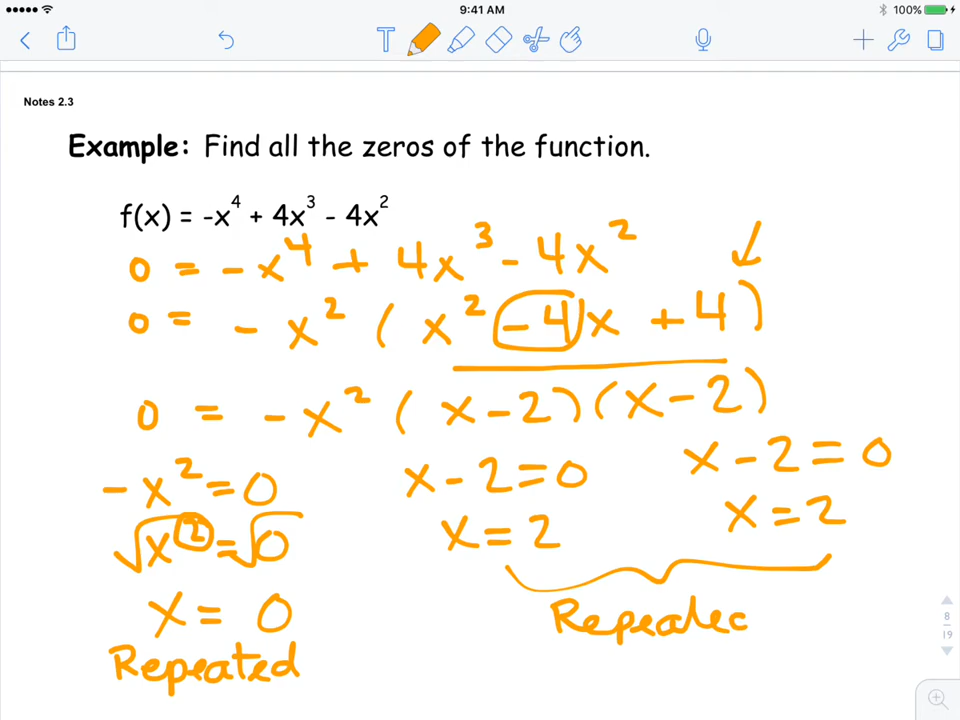 9:41 AM
100%
T
Notes 2.3
Example: Find all the zeros of the function.
f(x) = -x⁴ + 4x³ - 4x²
0 = -x⁴ + 4x³ - 4x²
0 = -x² (x² -4x +4)
0 = -x² (x-2)(x-2)
-x² = 0
√x² = √0
x = 0
Repeated
x-2=0
x=2
x-2=0
x=2
Repeatec
8
19